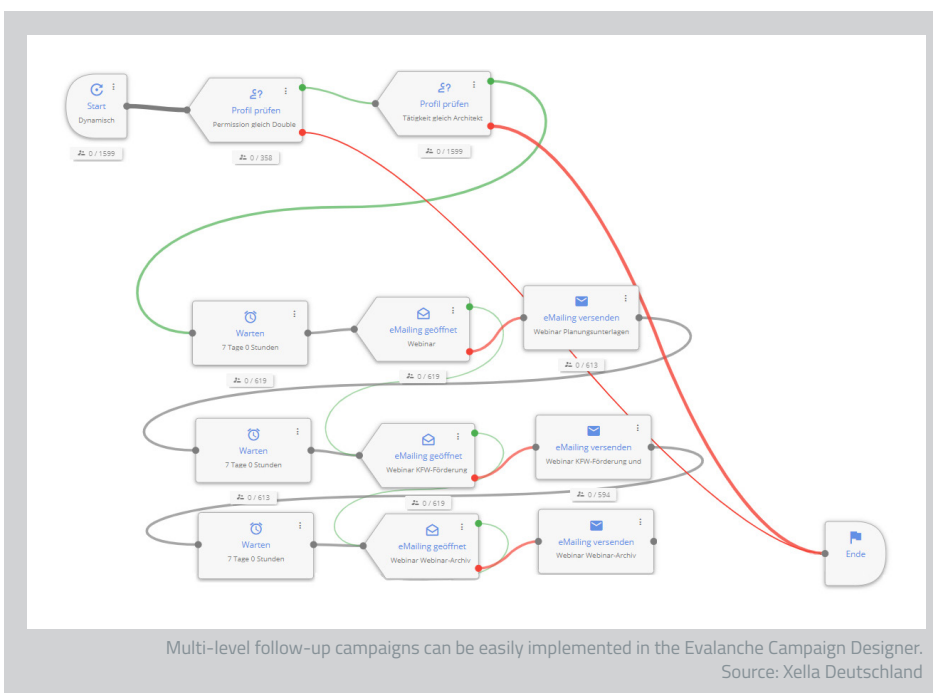 Start
Dynamisch
0 / 1599
Profil prüfen
Permission gleich Double
0 / 358
Profil prüfen
Tätigkeit gleich Architekt
0 / 1599
Warten
7 Tage 0 Stunden
0 / 619
eMailing geöffnet
Webinar
0 / 619
eMailing versenden
Webinar Planungsunterlagen
0 / 613
Warten
7 Tage 0 Stunden
0 / 613
eMailing geöffnet
Webinar KFW-Förderung
0 / 619
eMailing versenden
Webinar KFW-Förderung und
0 / 594
Warten
7 Tage 0 Stunden
eMailing geöffnet
Webinar Webinar-Archiv
eMailing versenden
Webinar Webinar-Archiv
Ende
Multi-level follow-up campaigns can be easily implemented in the Evalanche Campaign Designer.
Source: Xella Deutschland